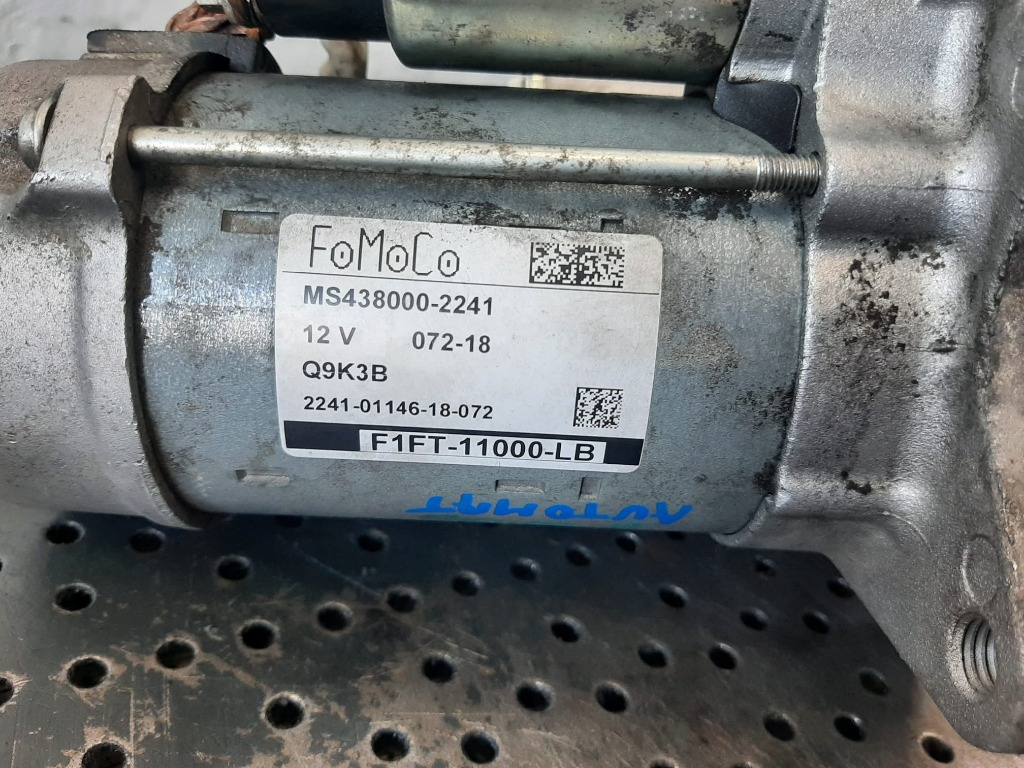 FoMoCo
MS438000-2241
12 V 072-18
Q9K3B
2241-01146-18-072
F1FT-11000-LB
AUTOMAT